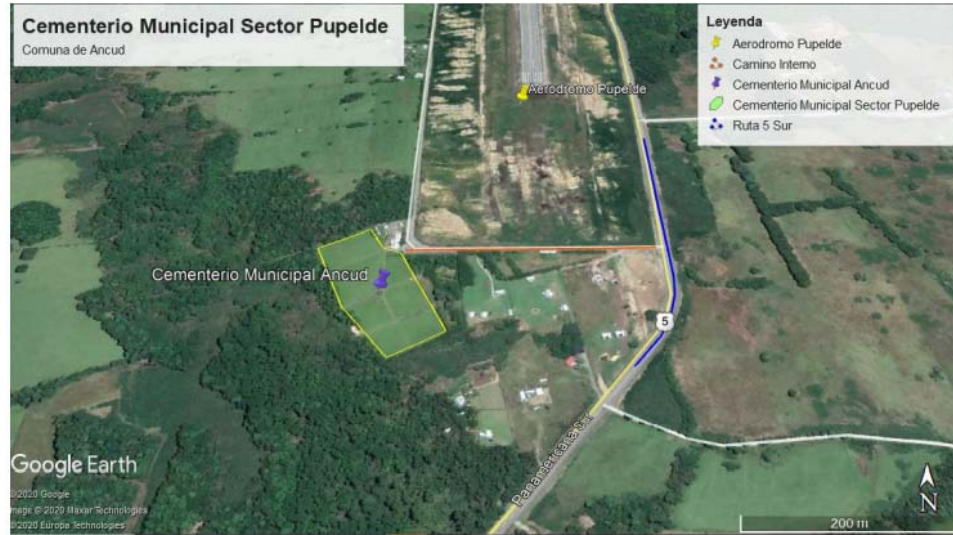 Cementerio Municipal Sector Pupelde
Comuna de Ancud
Leyenda
Aerodromo Pupelde
Camino Interno
Cementerio Municipal Ancud
Cementerio Municipal Sector Pupelde
Ruta 5 Sur
Aerodromo Pupelde
Cementerio Municipal Ancud
5
Panamericana Sur
Google Earth
©2020 Google
Image © 2020 Maxar Technologies
©2020 Europa Technologies
N
200 m